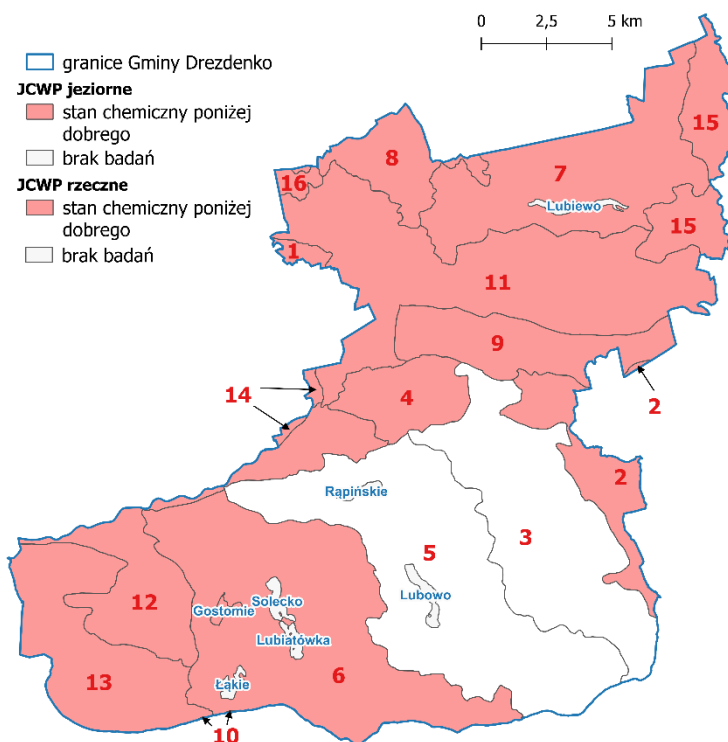 0 2,5 5 km
granice Gminy Drezdenko
JCWP jeziorne
stan chemiczny poniżej
dobrego
brak badań
JCWP rzeczne
stan chemiczny poniżej
dobrego
brak badań
15
8
7
16
Lubiewo
15
1
11
9
14
4
2
2
Rąpińskie
3
5
12
Solecko
Gostomie
Lubowo
Lubiatówka
13
Łąkie
6
10